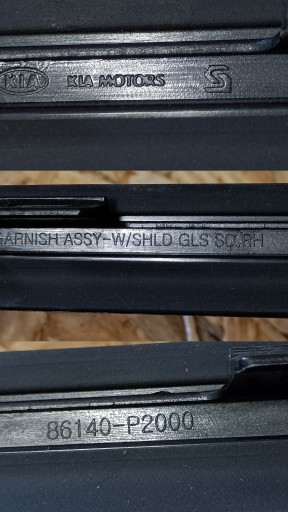 KIA KIA MOTORS
GARNISH ASSY-W/SHLD GLS SD,RH
86140-P2000